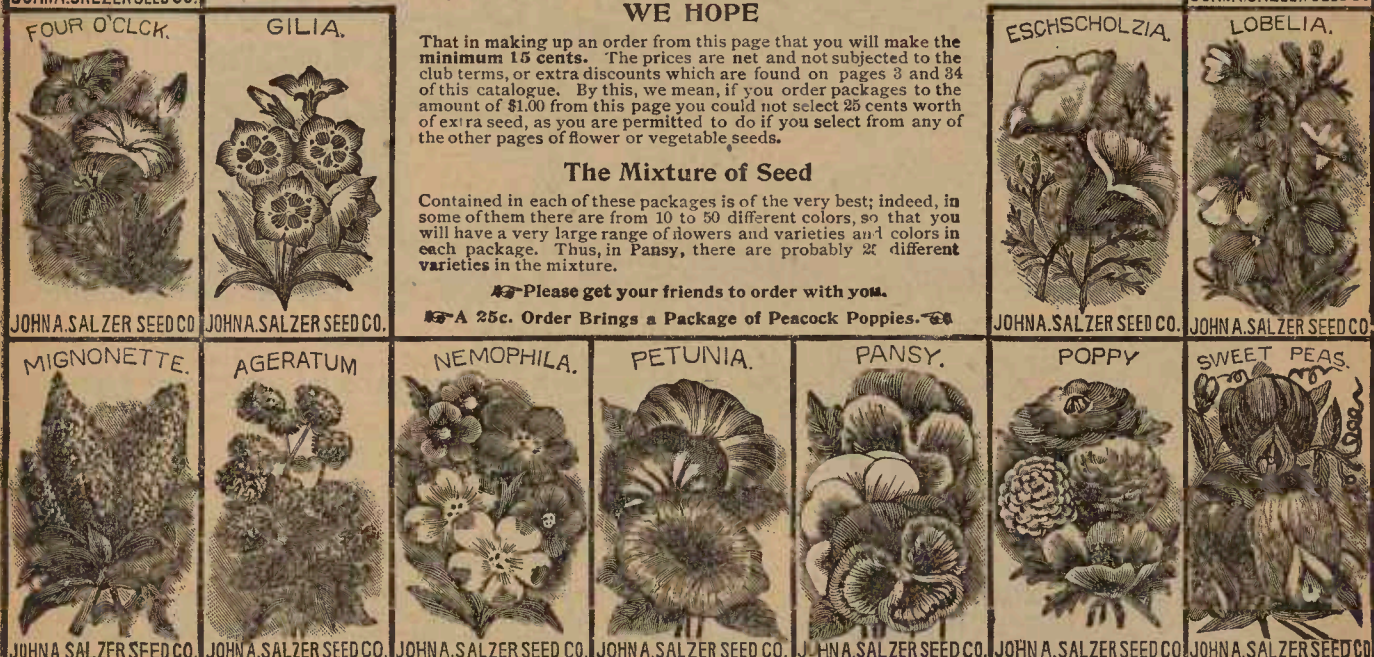 FOUR O'CLCK.
GILIA.
WE HOPE
ESCHSCHOLZIA.
LOBELIA.
That in making up an order from this page that you will make the
minimum 15 cents. The prices are net and not subjected to the
club terms, or extra discounts which are found on pages 3 and 34
of this catalogue. By this, we mean, if you order packages to the
amount of $1.00 from this page you could not select 25 cents worth
of extra seed, as you are permitted to do if you select from any of
the other pages of flower or vegetable seeds.
The Mixture of Seed
Contained in each of these packages is of the very best; indeed, in
some of them there are from 10 to 50 different colors, so that you
will have a very large range of flowers and varieties and colors in
each package. Thus, in Pansy, there are probably different
varieties in the mixture.
Please get your friends to order with you.
A 25c. Order Brings a Package of Peacock Poppies.
JOHN A. SALZER SEED CO
JOHN A. SALZER SEED CO.
JOHN A. SALZER SEED CO.
JOHN A. SALZER SEED CO
MIGNONETTE.
AGERATUM
NEMOPHILA.
PETUNIA.
PANSY.
POPPY
SWEET PEAS.
JOHN A. SALZER SEED CO.
JOHN A. SALZER SEED CO.
JOHN A. SALZER SEED CO.
JOHN A. SALZER SEED CO.
JOHN A. SALZER SEED CO.
JOHN A. SALZER SEED CO
JOHN A. SALZER SEED CO.